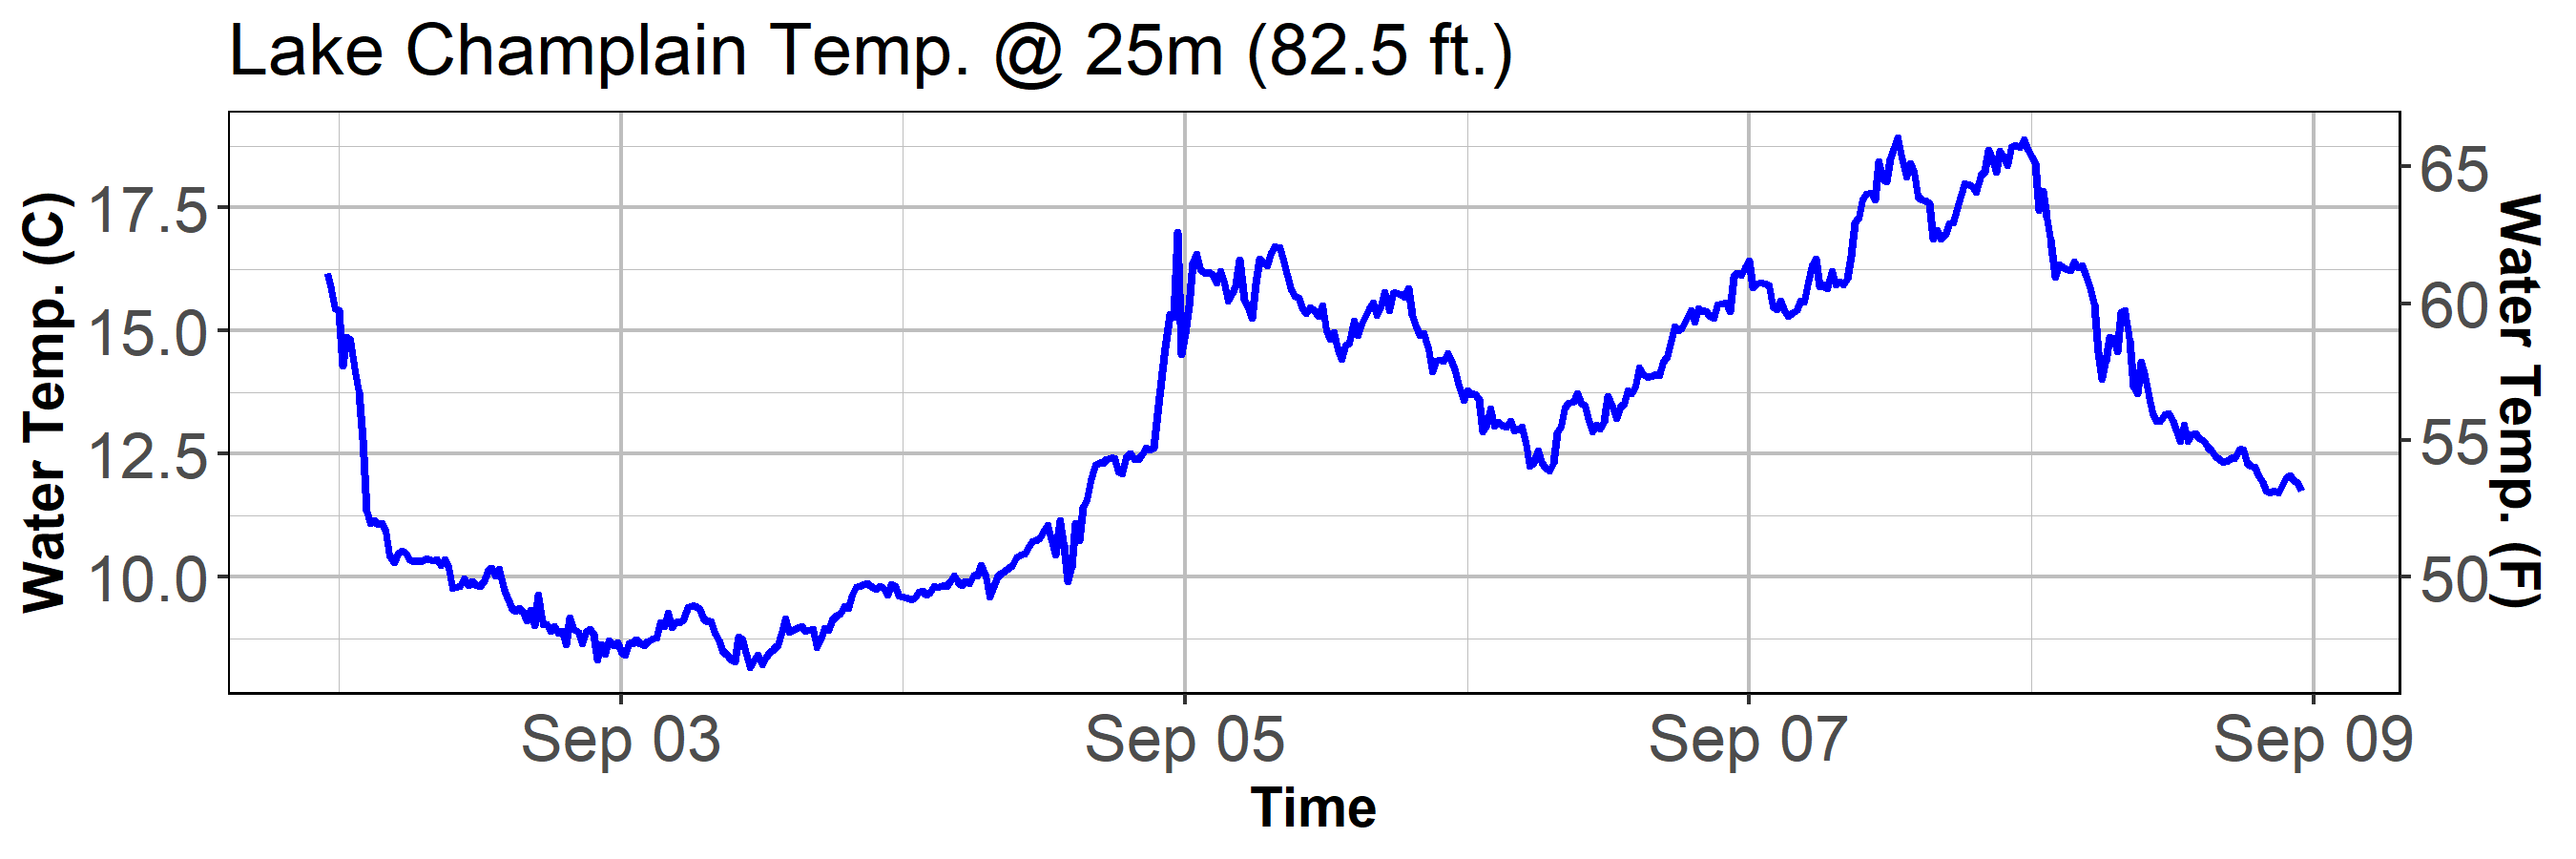 Lake Champlain Temp. @ 25m (82.5 ft.)
Water Temp. (C)
17.5
15.0
12.5
10.0
65
60
55
50
Water Temp. (F)
Sep 03 Sep 05 Sep 07 Sep 09
Time